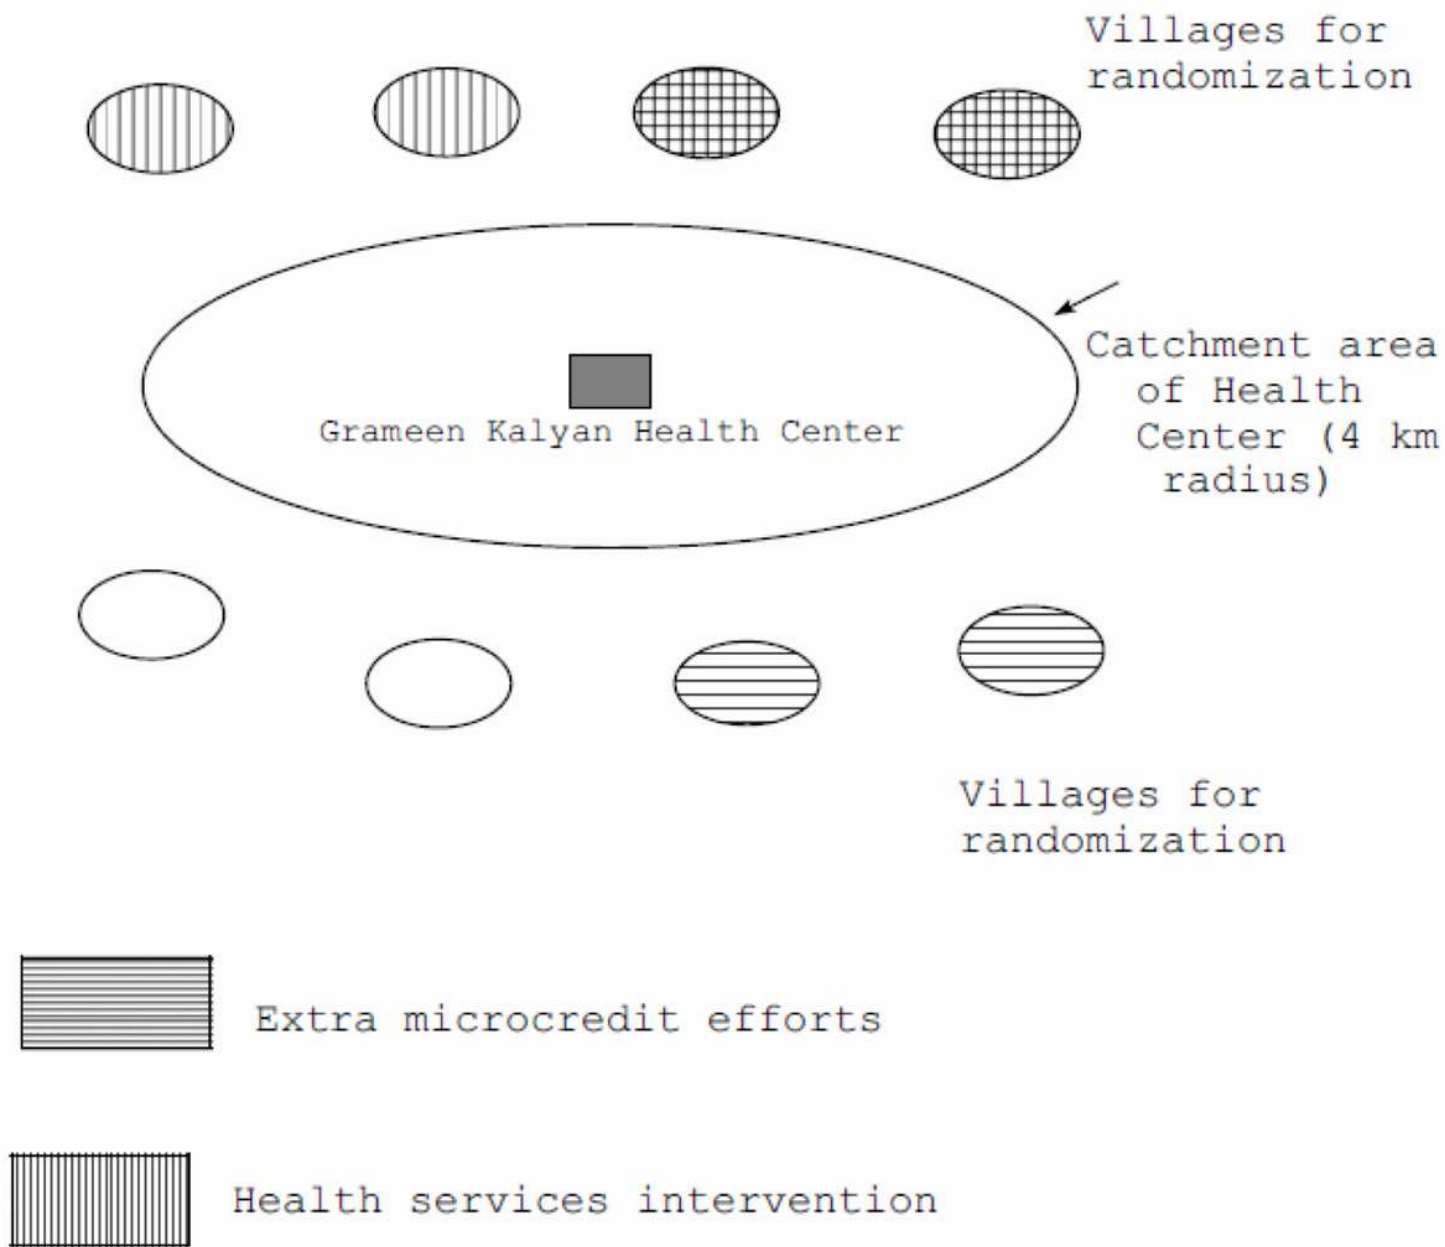 Villages for
randomization
Grameen Kalyan Health Center
Catchment area
of Health
Center (4 km
radius)
Villages for
randomization
Extra microcredit efforts
Health services intervention